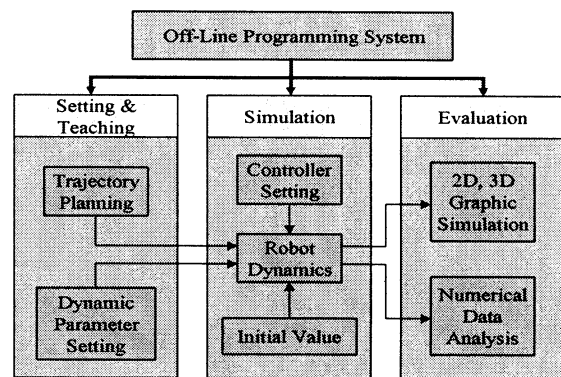 Off-Line Programming System
Setting &
Teaching
Trajectory
Planning
Dynamic
Parameter
Setting
Simulation
Controller
Setting
Robot
Dynamics
Initial Value
Evaluation
2D, 3D
Graphic
Simulation
Numerical
Data
Analysis